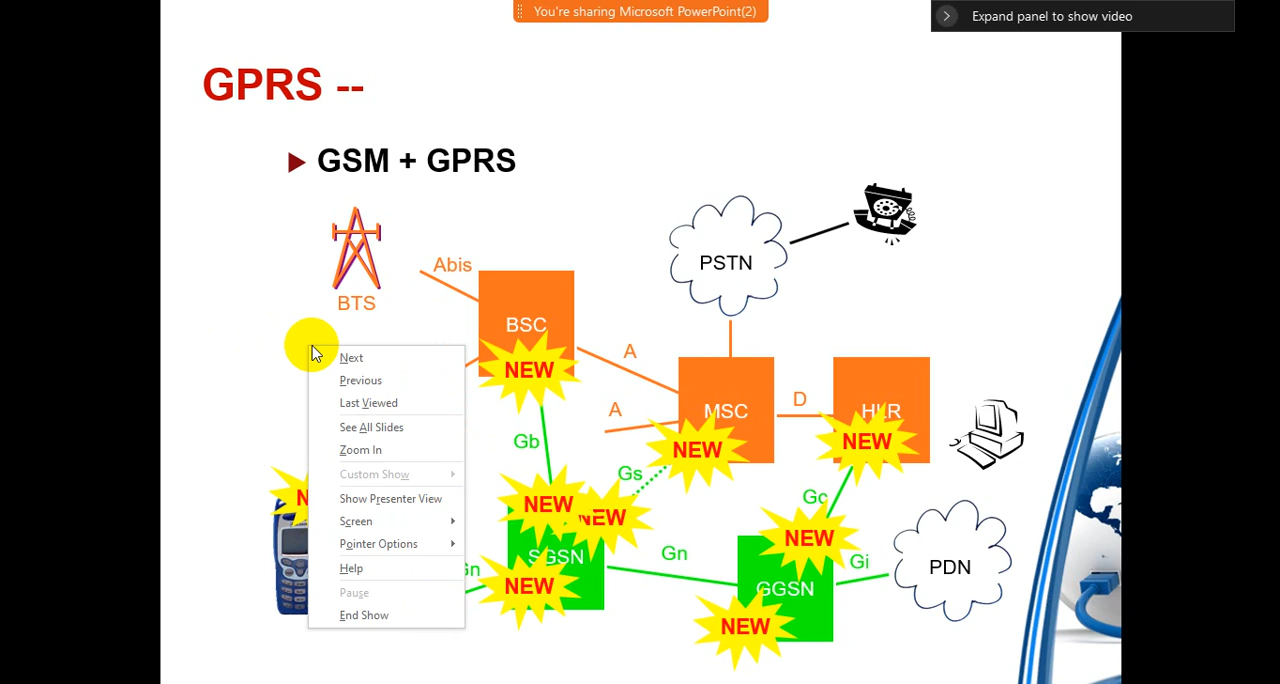 You're sharing Microsoft PowerPoint(2)
Expand panel to show video
GPRS --
GSM + GPRS
PSTN
Abis
BTS
BSC
NEW
A
A
MSC
NEW
D
HLR
NEW
Gb
Gs
Gc
NEW
NEW
NEW
SGSN
NEW
Gn
Gn
GGSN
NEW
Gi
PDN
Next
Previous
Last Viewed
See All Slides
Zoom In
Custom Show
Show Presenter View
Screen
Pointer Options
Help
Pause
End Show